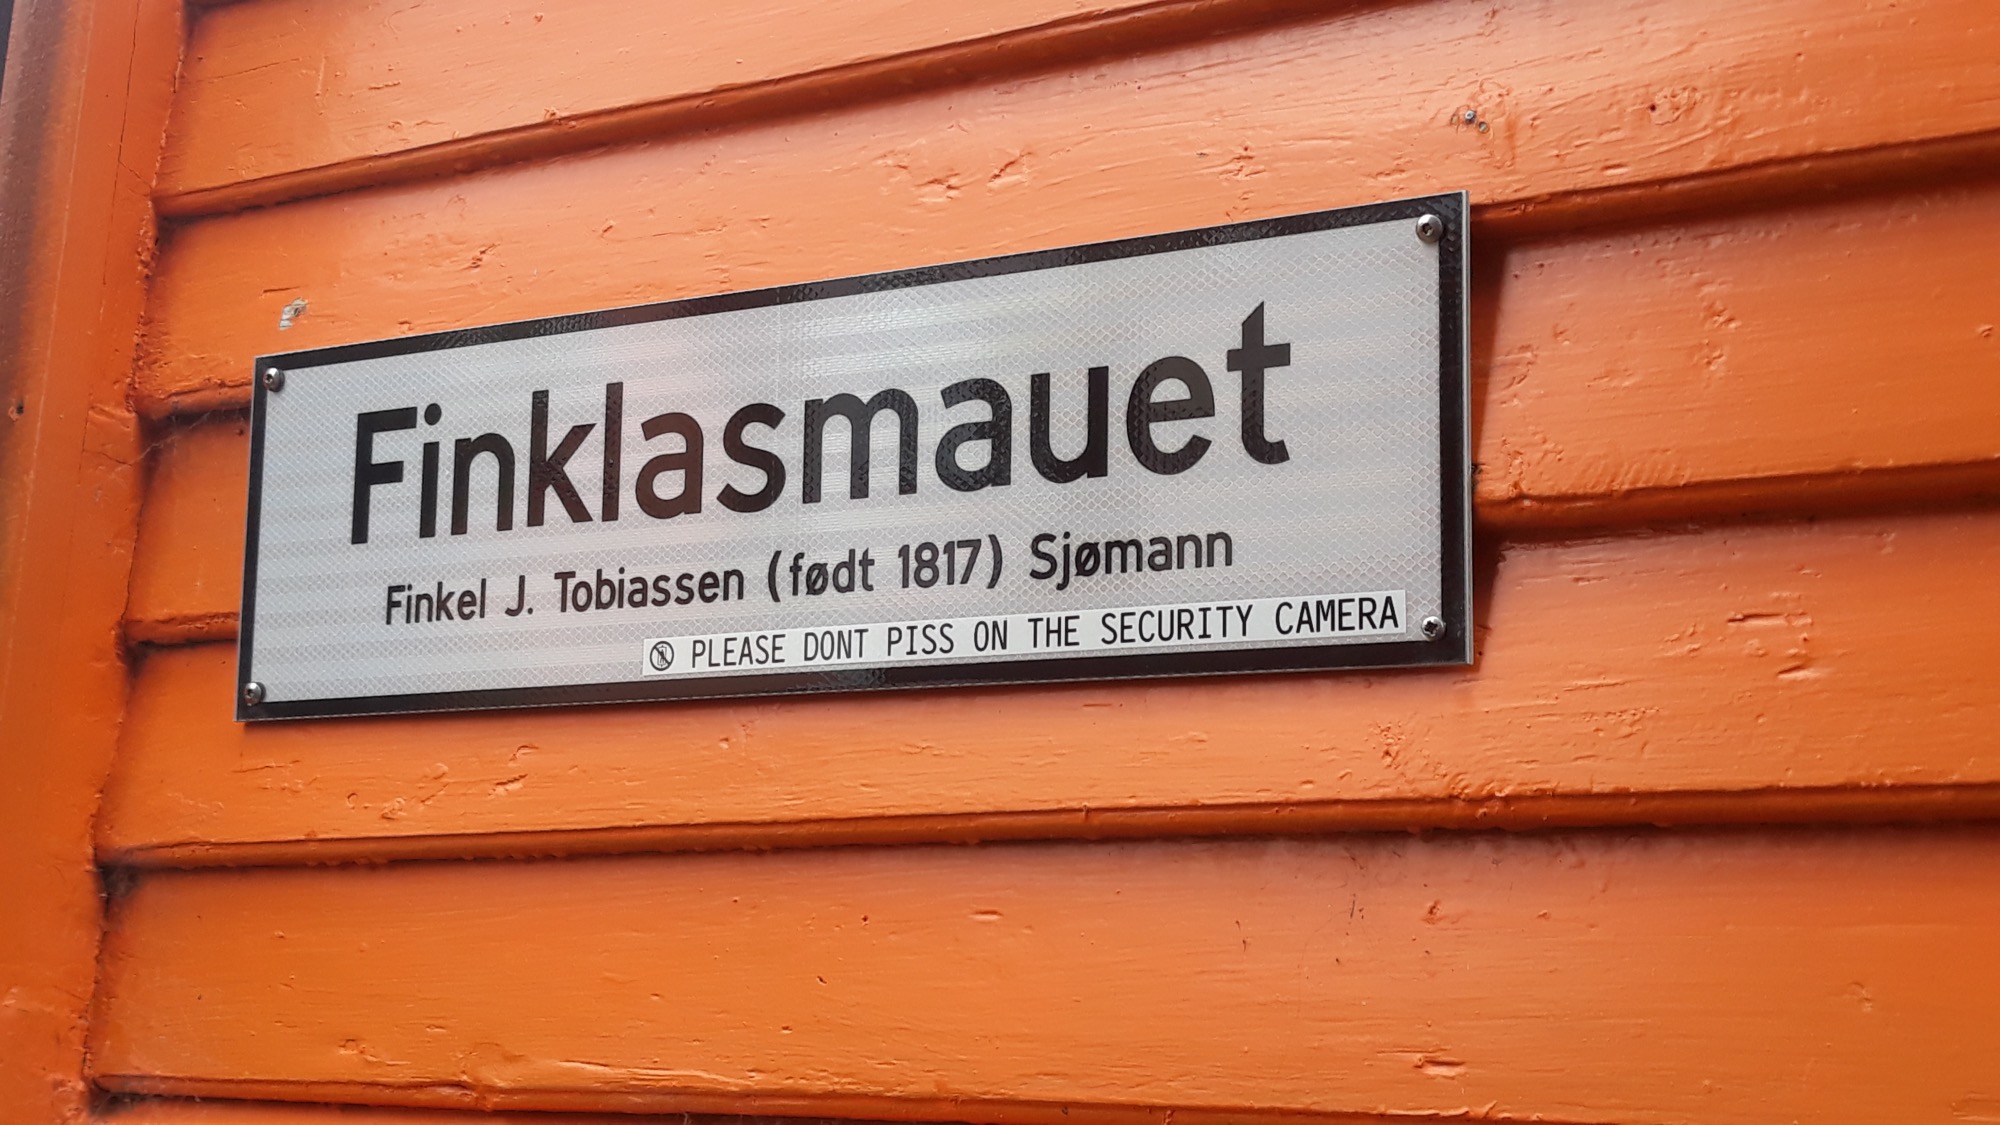 Finklasmauet
Finkel J. Tobiassen (født 1817) Sjømann
PLEASE DONT PISS ON THE SECURITY CAMERA